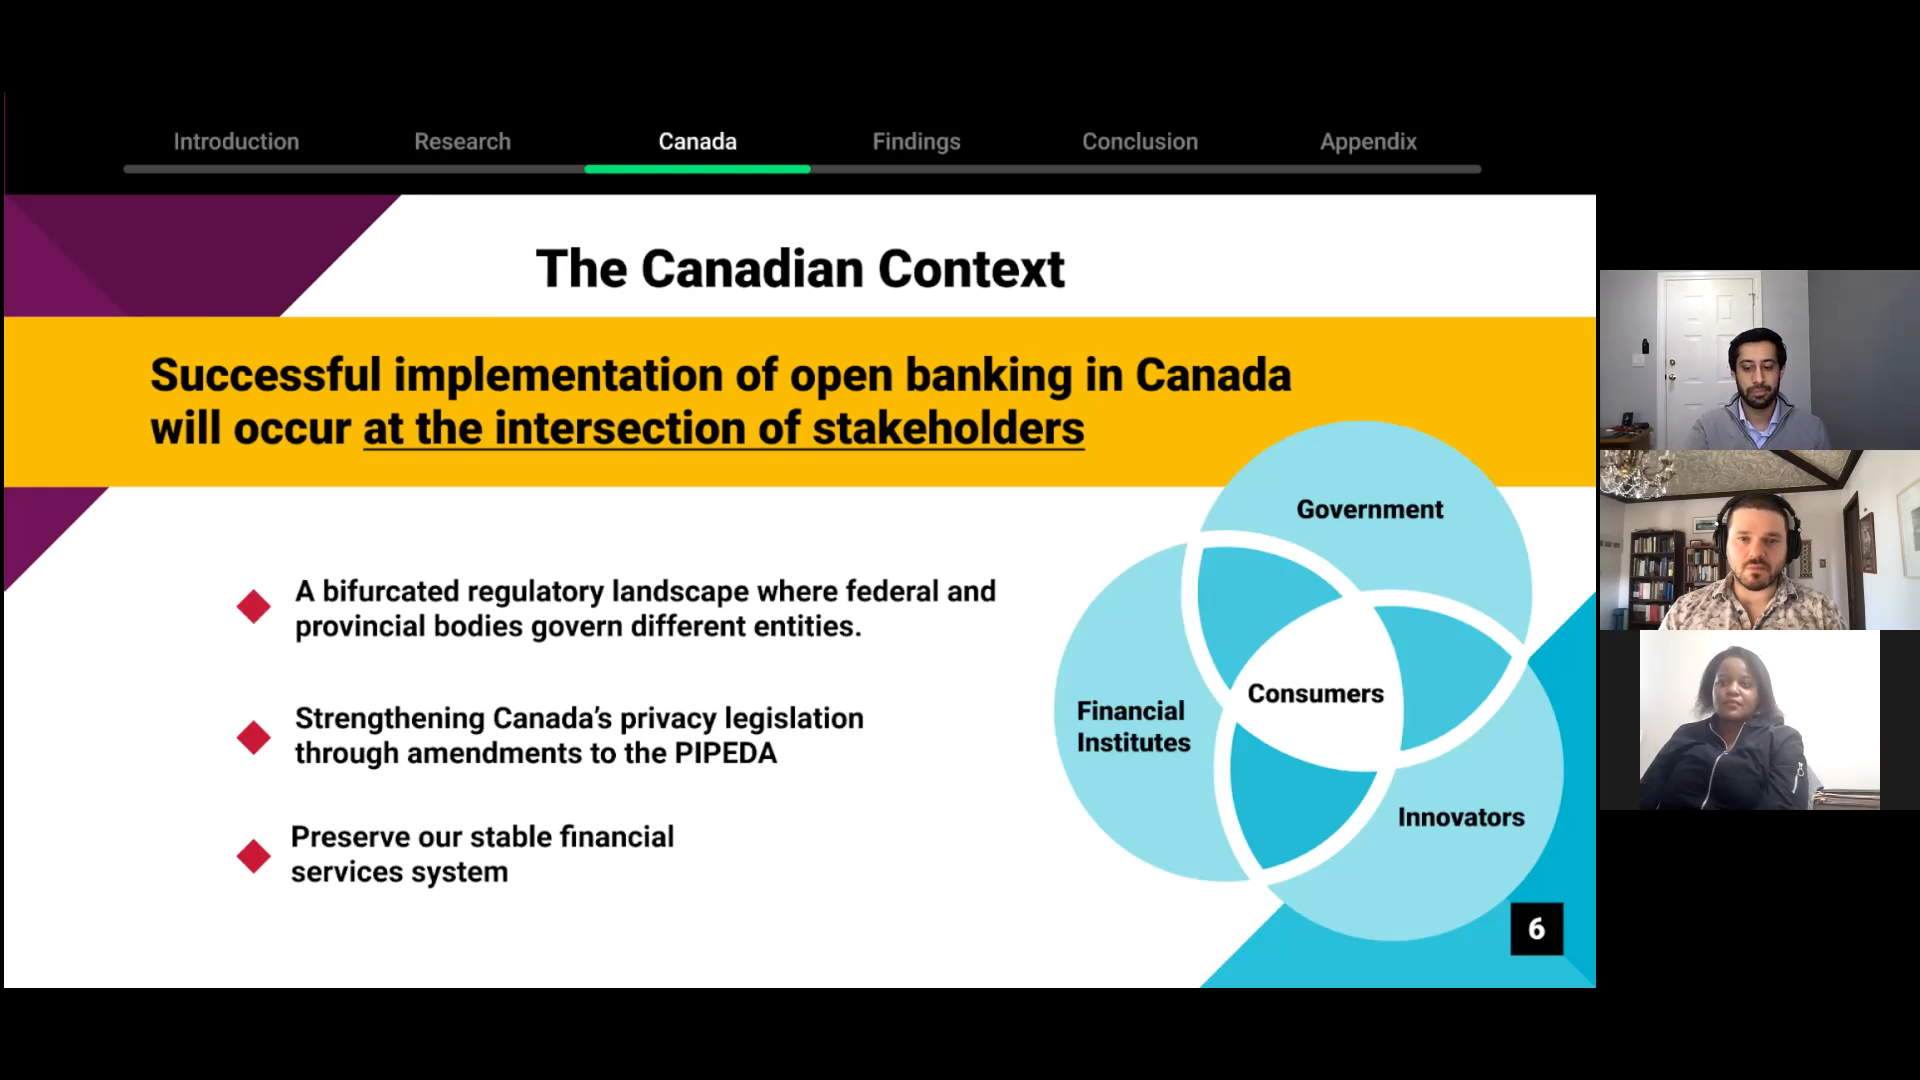 Introduction
Research
Canada
Findings
Conclusion
Appendix
The Canadian Context
Successful implementation of open banking in Canada
will occur at the intersection of stakeholders
A bifurcated regulatory landscape where federal and
provincial bodies govern different entities.
Strengthening Canada’s privacy legislation
through amendments to the PIPEDA
Preserve our stable financial
services system
Government
Financial
Institutes
Consumers
Innovators
6